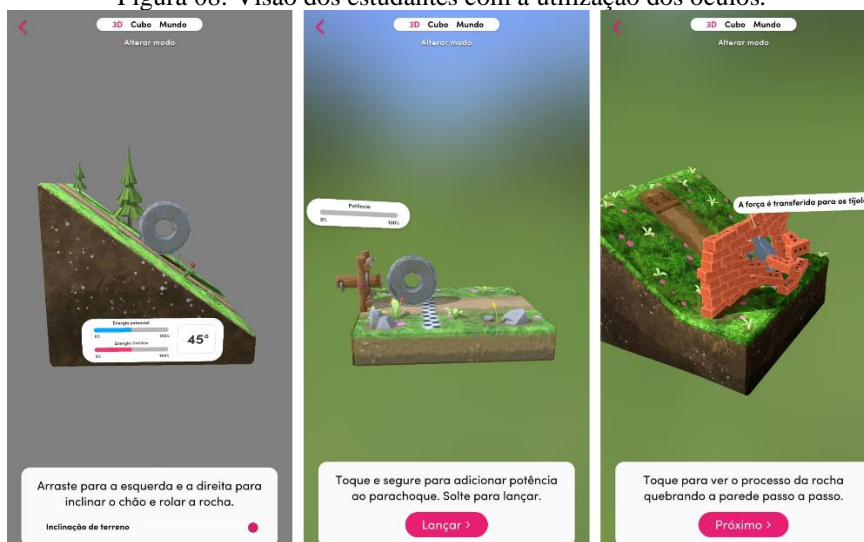 Figura 08: Visão dos estudantes com a utilização dos óculos.
3D Cubo Mundo
Alterar modo
Energia potencial
0% 100%
Energia cinética
0% 100%
45°
Arraste para a esquerda e a direita para
inclinar o chão e rolar a rocha.
Inclinação de terreno
3D Cubo Mundo
Alterar modo
Potência
0% 100%
Toque e segure para adicionar potência
ao parachoque. Solte para lançar.
Lançar >
3D Cubo Mundo
Alterar modo
A força é transferida para os tijolo
Toque para ver o processo da rocha
quebrando a parede passo a passo.
Próximo >